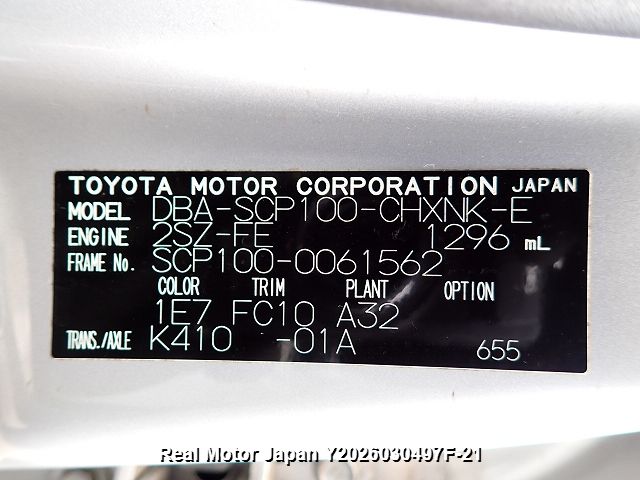 TOYOTA MOTOR CORPORATION JAPAN
MODEL DBA-SCP100-CHXNK-E
ENGINE 2SZ-FE 1296 mL
FRAME No. SCP100-0061562
COLOR TRIM PLANT OPTION
1E7 FC10 A32
TRANS./AXLE K410 -01A 655
Real Motor Japan Y2026030497F-21